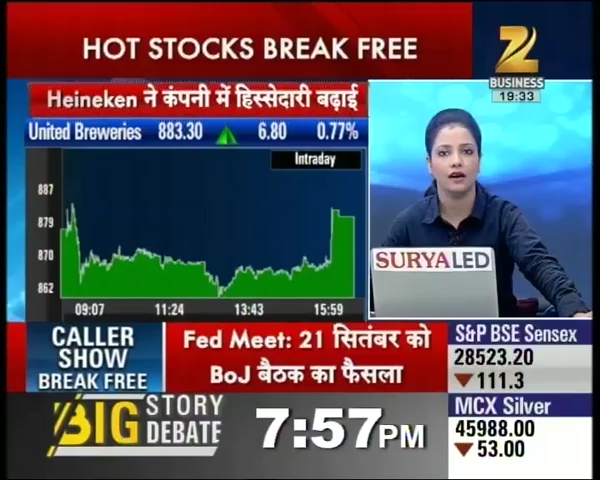 HOT STOCKS BREAK FREE
Z
BUSINESS
19:33
Heineken ने कंपनी में हिस्सेदारी बढ़ाई
United Breweries 883.30 6.80 0.77%
Intraday
887
879
870
862
09:07 11:24 13:43 15:59
SURYA LED
CALLER
SHOW
BREAK FREE
Fed Meet: 21 सितंबर को
BoJ बैठक का फैसला
S&P BSE Sensex
28523.20
111.3
BIG STORY
DEBATE
7:57PM
MCX Silver
45988.00
53.00